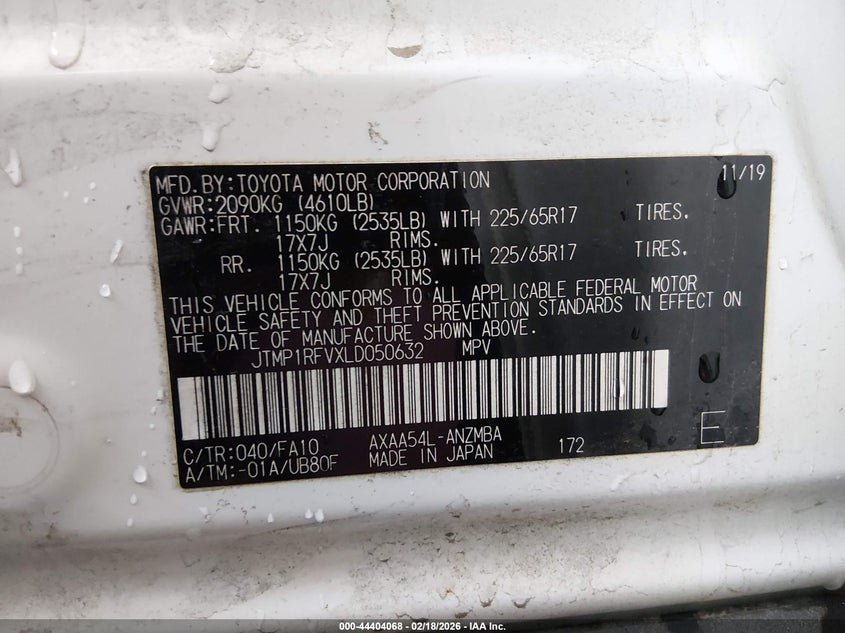 11/19
MFD.BY:TOYOTA MOTOR CORPORATION
GVWR:2090KG (4610LB)
GAWR:FRT. 1150KG (2535LB) WITH 225/65R17 TIRES.
17X7J RIMS.
RR. 1150KG (2535LB) WITH 225/65R17 TIRES.
17X7J RIMS.
THIS VEHICLE CONFORMS TO ALL APPLICABLE FEDERAL MOTOR
VEHICLE SAFETY AND THEFT PREVENTION STANDARDS IN EFFECT ON
THE DATE OF MANUFACTURE SHOWN ABOVE.
JTMP1RFVXLD050632 MPV
C/TR:040/FA10 AXAA54L-ANZMBA 172 E
A/TM:-01A/UB80F MADE IN JAPAN
000-44404068 - 02/18/2026 - IAA Inc.